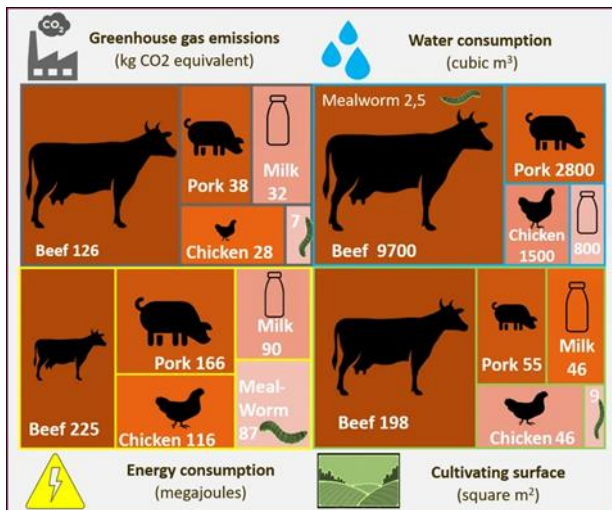 CO2
Greenhouse gas emissions
(kg CO2 equivalent)
Water consumption
(cubic m³)
Beef 126
Pork 38
Milk
32
Chicken 28
7
Mealworm 2,5
Beef 9700
Pork 2800
Chicken
1500
800
Beef 225
Pork 166
Milk
90
Chicken 116
Meal-
Worm
87
Beef 198
Pork 55
Milk
46
Chicken 46
9
Energy consumption
(megajoules)
Cultivating surface
(square m²)